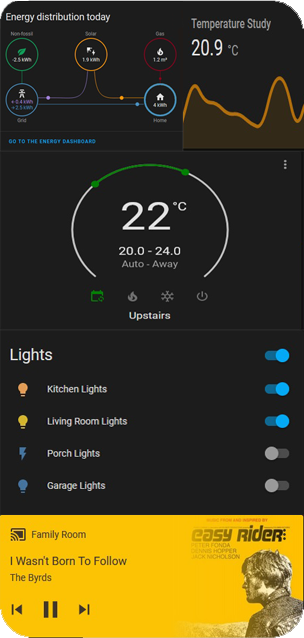 Energy distribution today
Non-fossil
Solar
Gas
-2.5 kWh
1.9 kWh
1.2 m³
← 0.4 kWh
→ 2.5 kWh
4 kWh
Grid
Home
GO TO THE ENERGY DASHBOARD
Temperature Study
20.9 °C
22 °C
20.0 - 24.0
Auto - Away
Upstairs
Lights
Kitchen Lights
Living Room Lights
Porch Lights
Garage Lights
Family Room
I Wasn't Born To Follow
The Byrds
easy rider
PETER FONDA
DENNIS HOPPER
JACK NICHOLSON